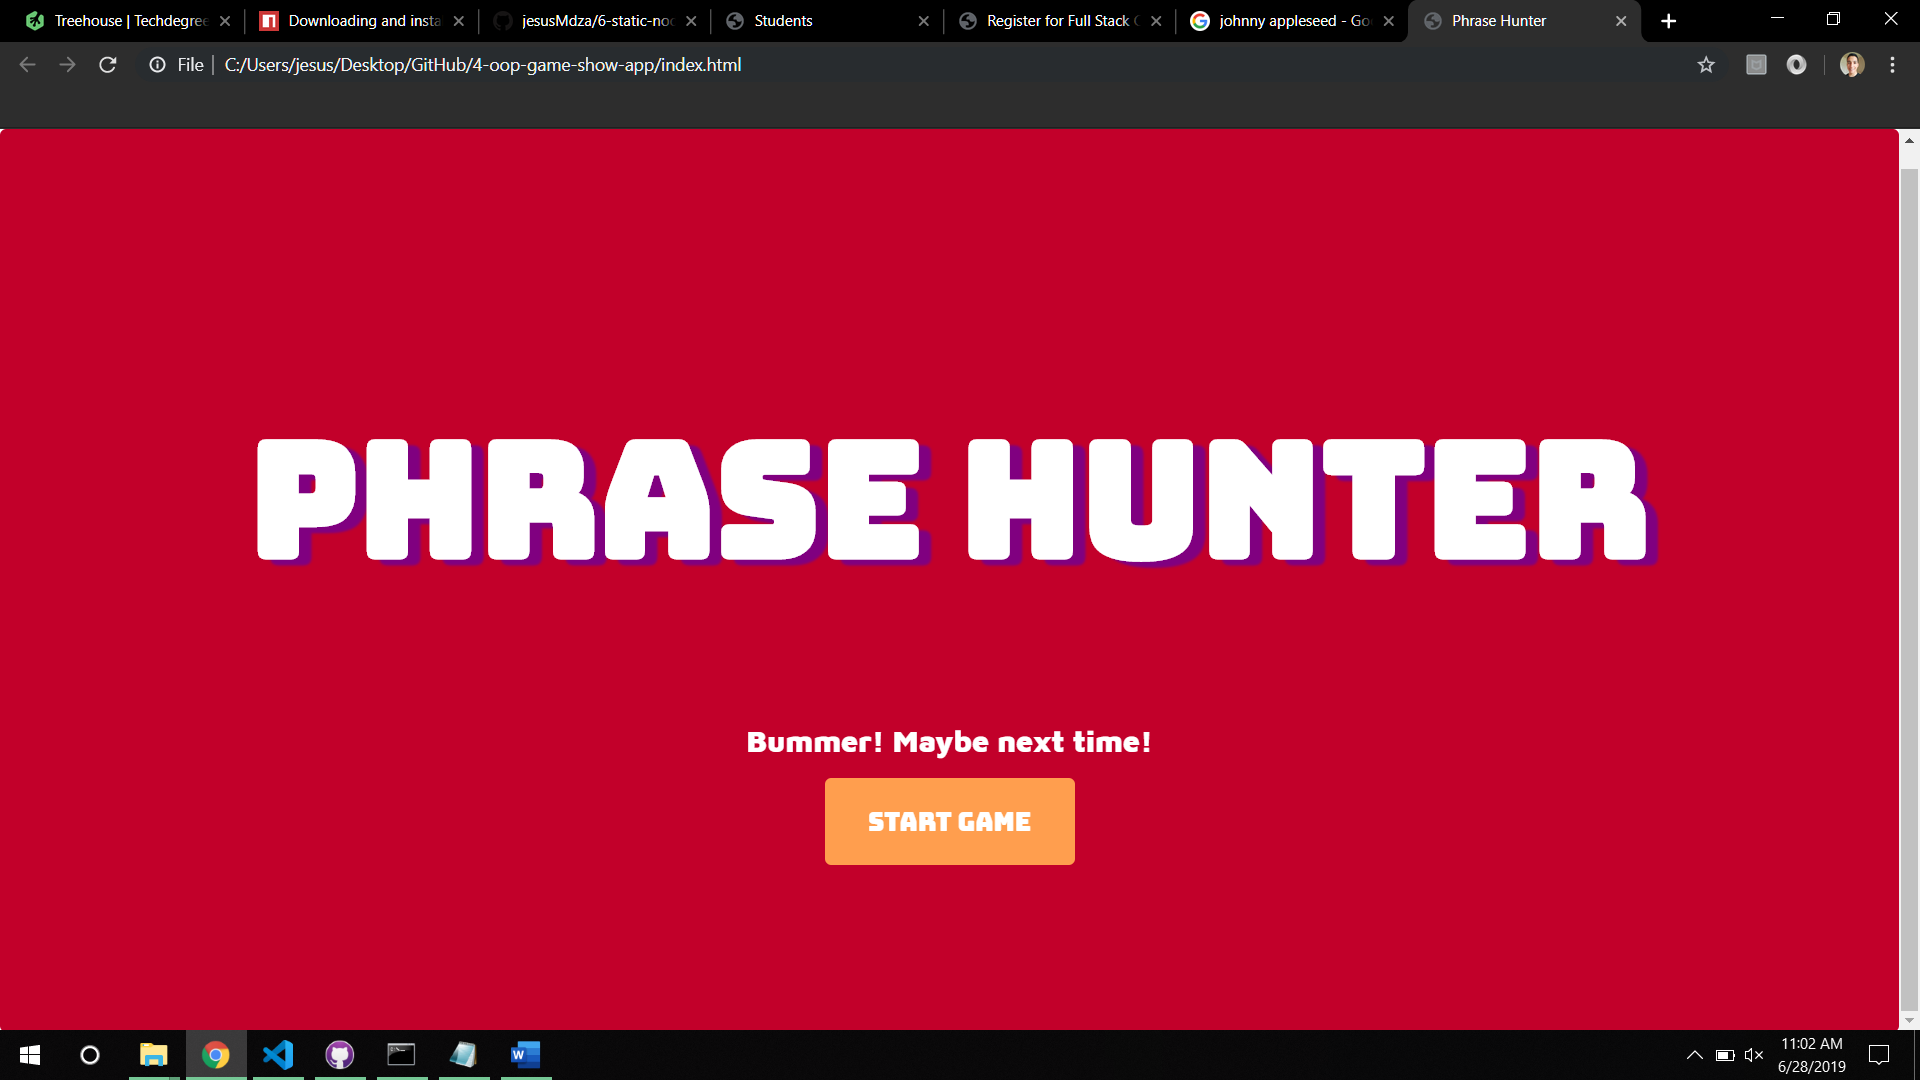 Treehouse | Techdegree
Downloading and insta
jesusMdza/6-static-noc
Students
Register for Full Stack
johnny appleseed - Go
Phrase Hunter
File | C:/Users/jesus/Desktop/GitHub/4-oop-game-show-app/index.html
PHRASE HUNTER
Bummer! Maybe next time!
START GAME
11:02 AM
6/28/2019